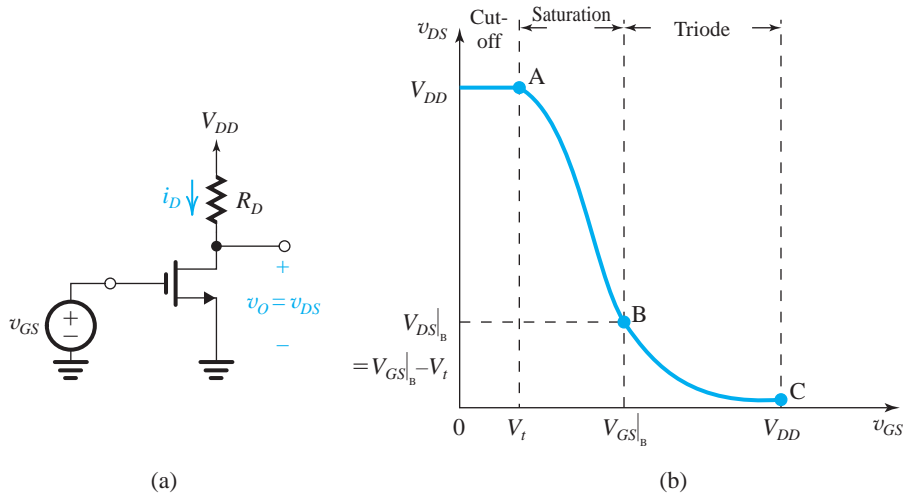 V_DD
i_D
R_D
+
v_O = v_DS
−
v_GS
+
−
(a)
v_DS
Cut-
off
Saturation
Triode
V_DD
A
V_DS|_B
B
= V_GS|_B – V_t
C
0
V_t
V_GS|_B
V_DD
v_GS
(b)